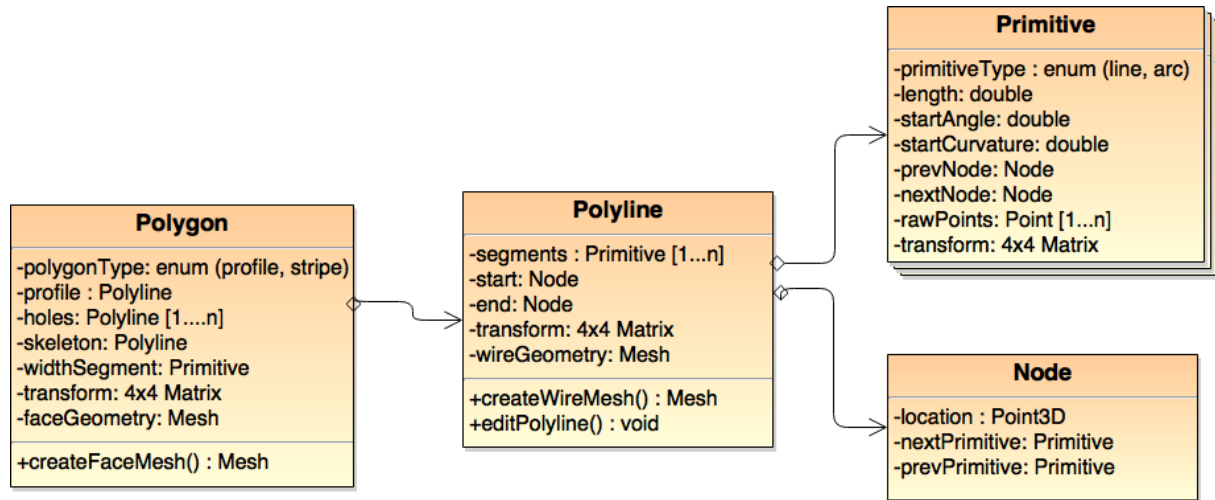 Polygon
-polygonType: enum (profile, stripe)
-profile : Polyline
-holes: Polyline [1....n]
-skeleton: Polyline
-widthSegment: Primitive
-transform: 4x4 Matrix
-faceGeometry: Mesh
+createFaceMesh() : Mesh
Polyline
-segments : Primitive [1...n]
-start: Node
-end: Node
-transform: 4x4 Matrix
-wireGeometry: Mesh
+createWireMesh() : Mesh
+editPolyline() : void
Primitive
-primitiveType : enum (line, arc)
-length: double
-startAngle: double
-startCurvature: double
-prevNode: Node
-nextNode: Node
-rawPoints: Point [1...n]
-transform: 4x4 Matrix
Node
-location : Point3D
-nextPrimitive: Primitive
-prevPrimitive: Primitive